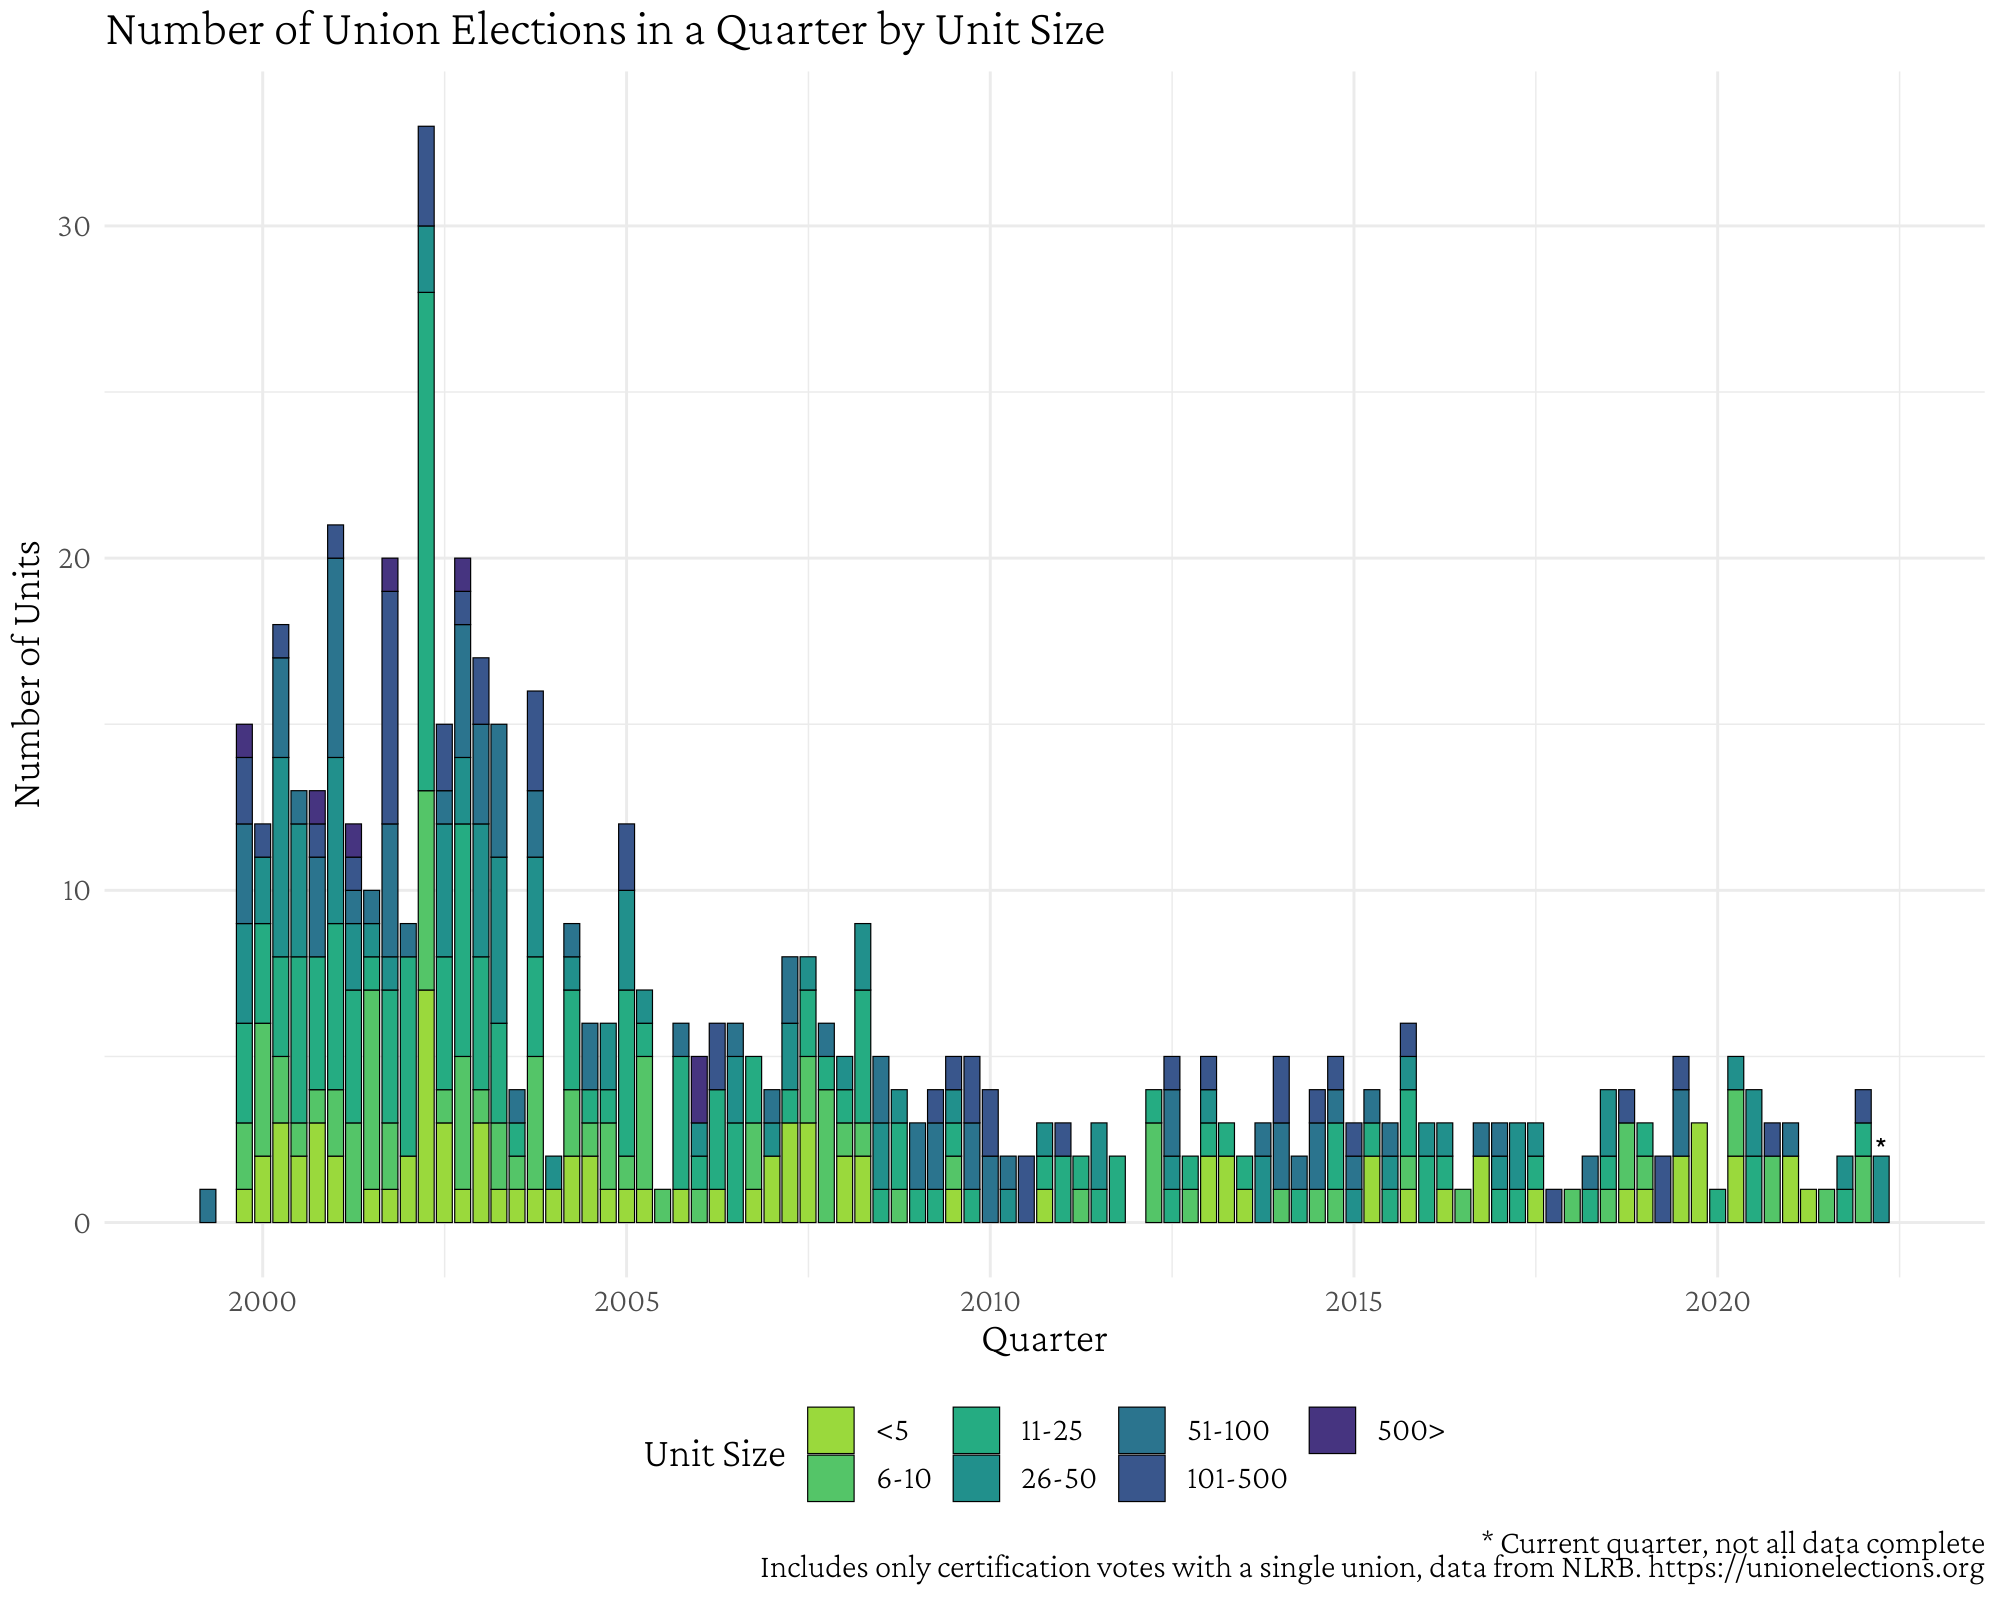 Number of Union Elections in a Quarter by Unit Size
Number of Units
30
20
10
0
*
2000 2005 2010 2015 2020
Quarter
Unit Size
<5 11-25 51-100 500>
6-10 26-50 101-500
* Current quarter, not all data complete
Includes only certification votes with a single union, data from NLRB. https://unionelections.org